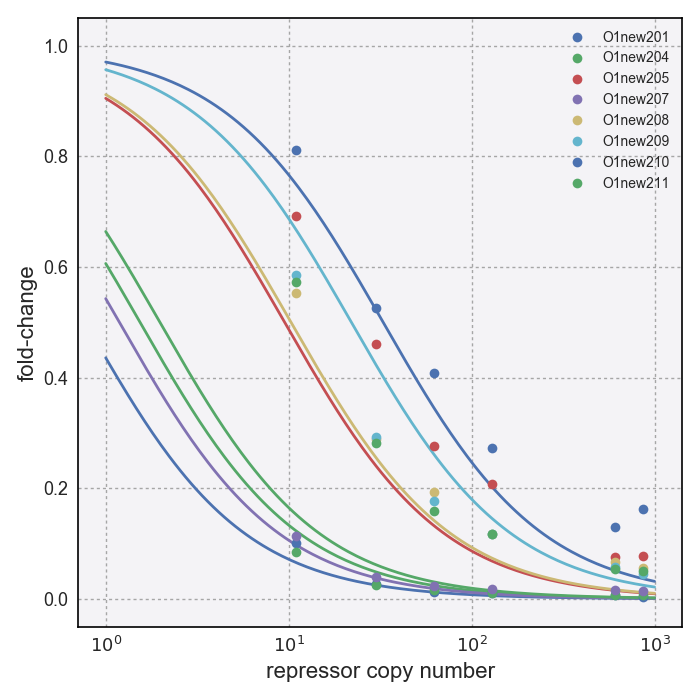 1.0
0.8
0.6
0.4
0.2
0.0
fold-change
10⁰
10¹
10²
10³
repressor copy number
O1new201
O1new204
O1new205
O1new207
O1new208
O1new209
O1new210
O1new211